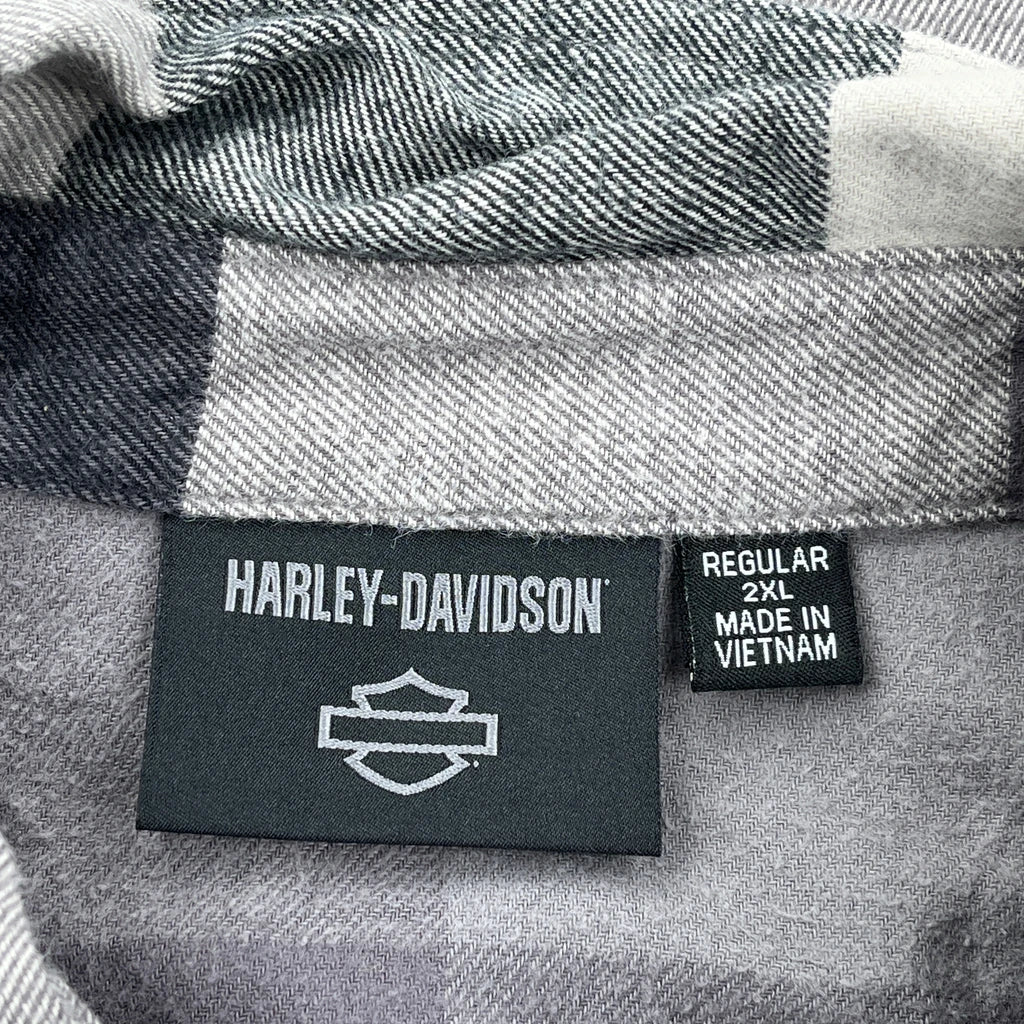 HARLEY-DAVIDSON
REGULAR
2XL
MADE IN
VIETNAM